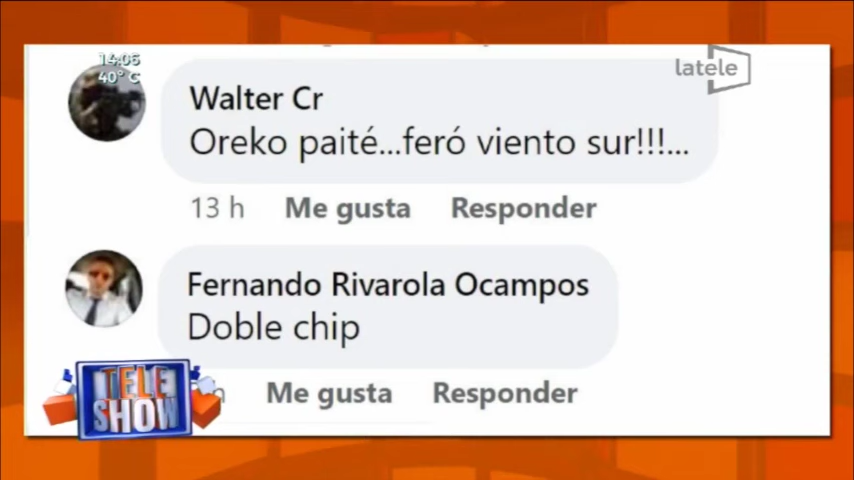 14:06
40° C
latele
Walter Cr
Oreko paité...feró viento sur!!!...
13 h Me gusta Responder
Fernando Rivarola Ocampos
Doble chip
Me gusta Responder
TELE
SHOW